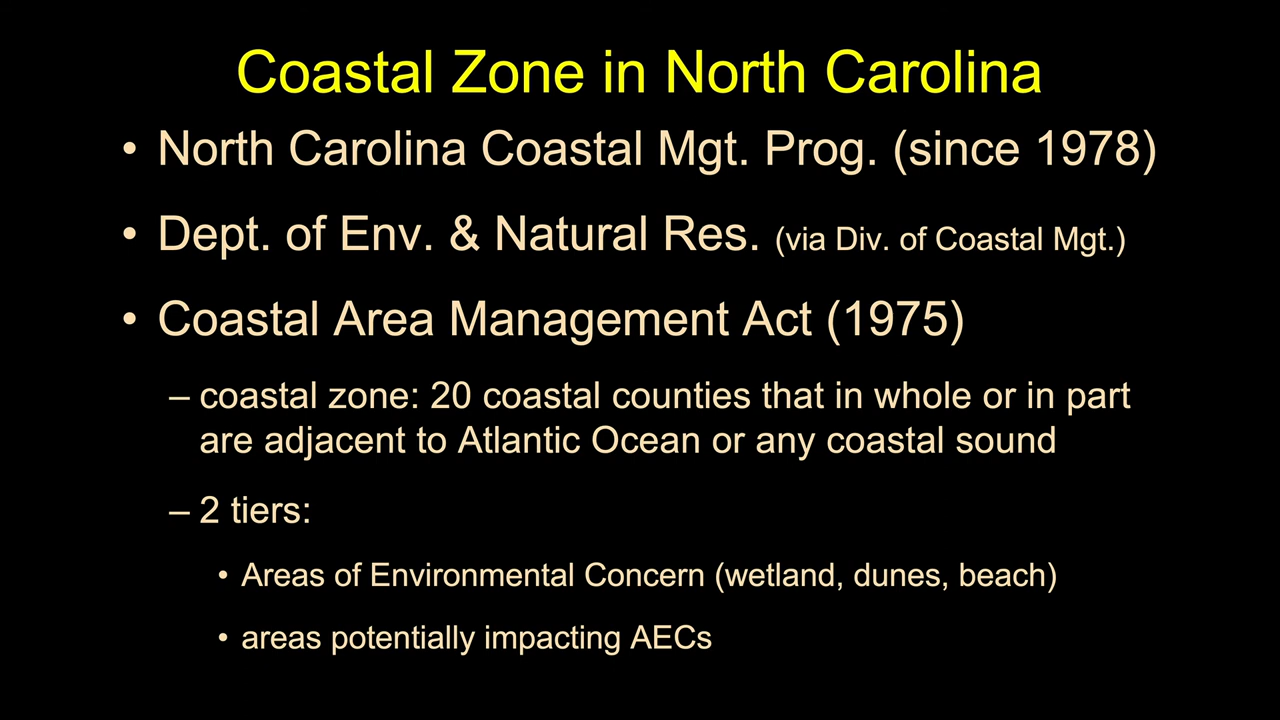 Coastal Zone in North Carolina
• North Carolina Coastal Mgt. Prog. (since 1978)
• Dept. of Env. & Natural Res. (via Div. of Coastal Mgt.)
• Coastal Area Management Act (1975)
– coastal zone: 20 coastal counties that in whole or in part
are adjacent to Atlantic Ocean or any coastal sound
– 2 tiers:
• Areas of Environmental Concern (wetland, dunes, beach)
• areas potentially impacting AECs